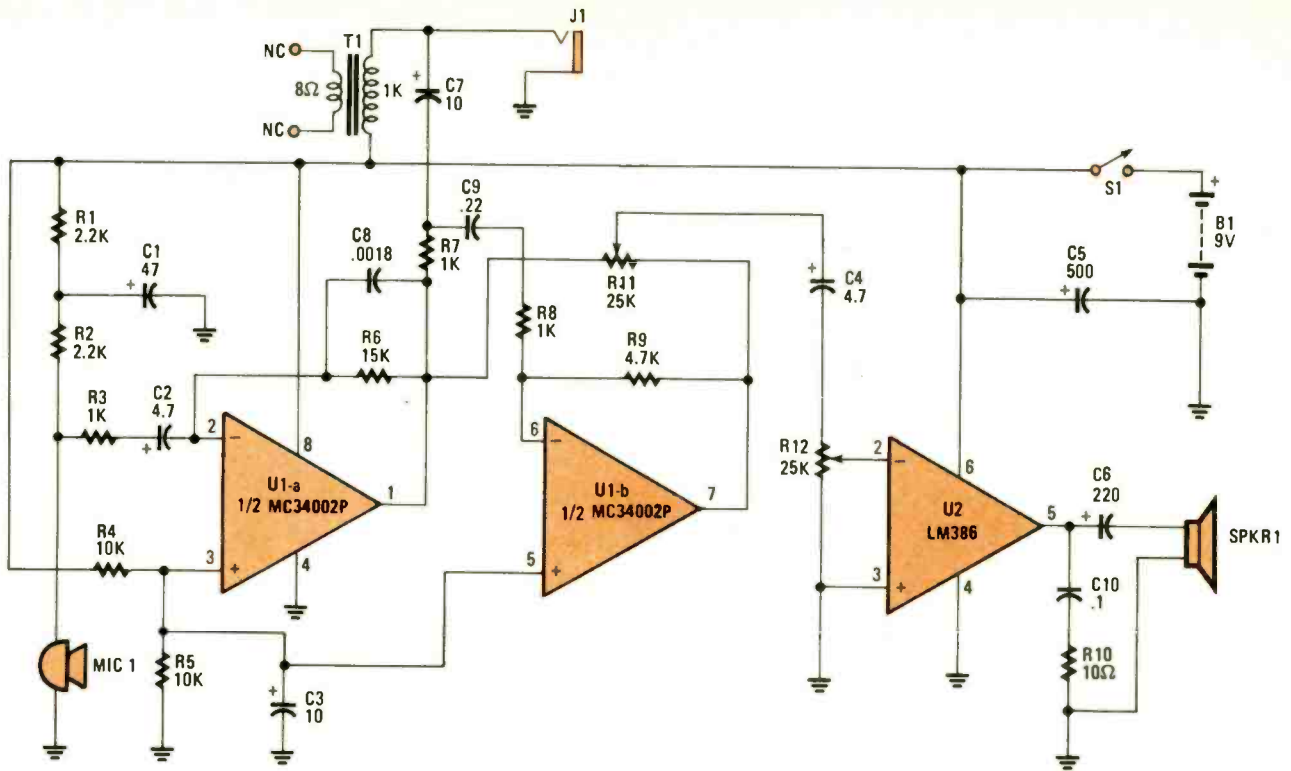 J1
NC
T1
8Ω
1K
NC
+
C7
10
S1
+
B1
9V
R1
2.2K
C1
47
+
R2
2.2K
R3
1K
C2
4.7
+
C8
.0018
R6
15K
C9
.22
R7
1K
R8
1K
R11
25K
R9
4.7K
+
C4
4.7
C5
500
+
2
−
8
U1-a
1/2 MC34002P
1
3
+
4
6
−
U1-b
1/2 MC34002P
7
5
+
R12
25K
2
−
6
U2
LM386
5
3
+
4
C6
220
+
SPKR1
C10
.1
R10
10Ω
R4
10K
MIC 1
R5
10K
+
C3
10